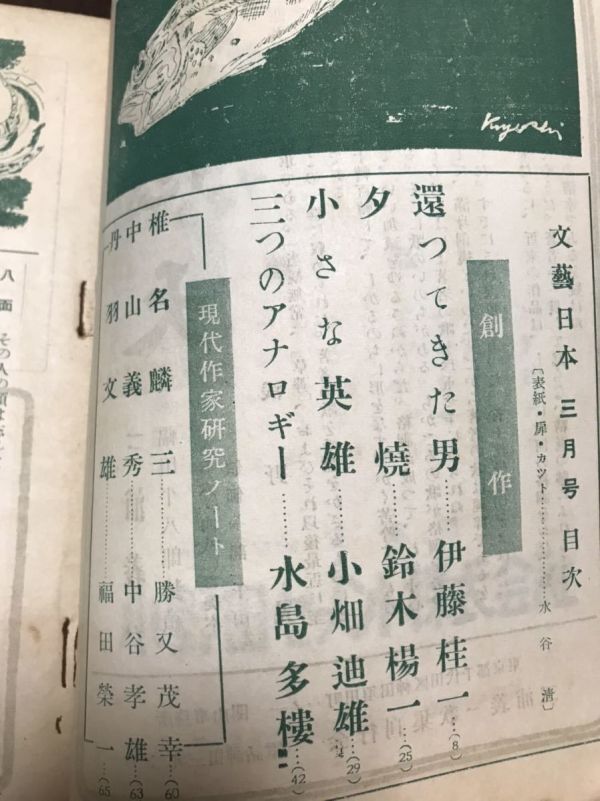 Kiyoshi
文藝日本 三月号 目次
〔表紙・扉・カット……水谷清〕
創作
還つてきた男……伊藤桂一…(8)
夕焼……鈴木楊一…(25)
小さな英雄……小畑迪雄…(29)
三つのアナロギー……水島多樓…(42)
現代作家研究ノート
椎名麟三……勝又茂幸…(60)
中山義秀……中谷孝雄…(63)
丹羽文雄……福田榮一…(65)
八面